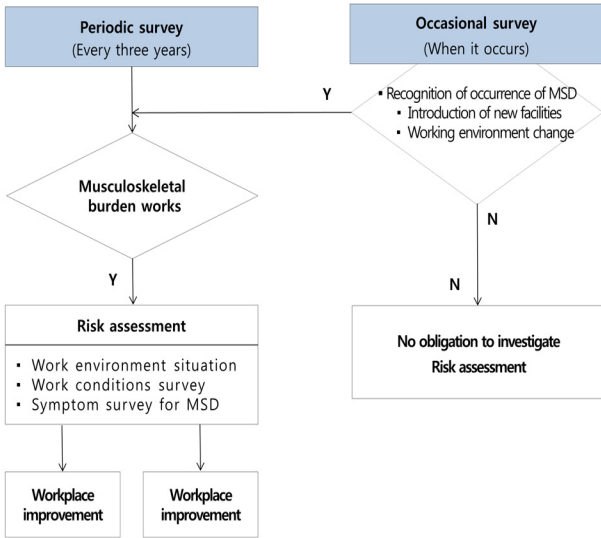 Periodic survey
(Every three years)
Occasional survey
(When it occurs)
Y
▪ Recognition of occurrence of MSD
▪ Introduction of new facilities
▪ Working environment change
Musculoskeletal
burden works
N
Y
N
Risk assessment
▪ Work environment situation
▪ Work conditions survey
▪ Symptom survey for MSD
No obligation to investigate
Risk assessment
Workplace
improvement
Workplace
improvement